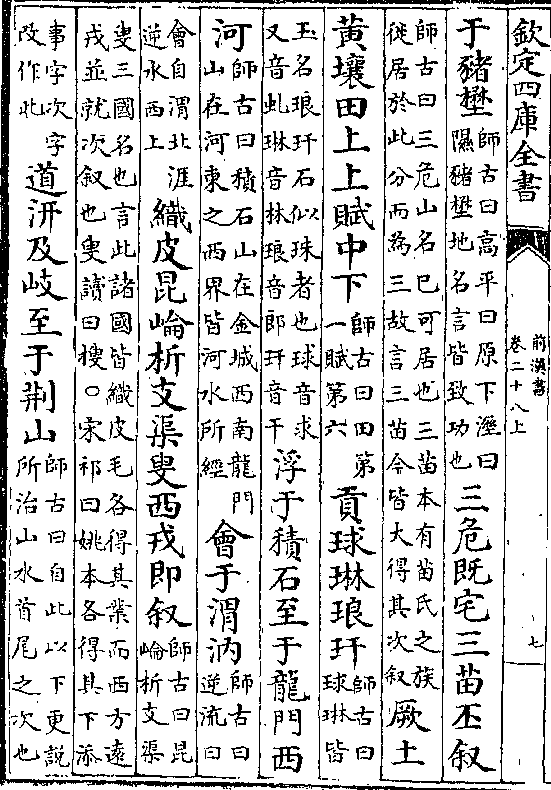 欽定四庫全書
前漢書
卷二十八上
七
于豬壄師古曰高平曰原下溼曰隰豬壄地名言皆致功也三危既宅三苗丕叙
師古曰三危山名已可居也三苗本有苗氏之族徙居於此分而為三故言三苗今皆大得其次叙厥土
黃壤田上上賦中下師古曰田第一賦第六貢球琳琅玕師古曰球琳皆
玉名琅玕石似珠者也球音求又音虬琳音林琅音郎玕音干浮于積石至于龍門西
河師古曰積石山在金城西南龍門山在河東之西界皆河水所經會于渭汭師古曰逆流曰
會自渭北涯逆水西上織皮昆崘析支渠叟西戎即叙師古曰昆崘析支渠
叟三國名也言此諸國皆織皮毛各得其業而西方遠戎並就次叙也叟讀曰搜○宋祁曰姚本各得其下添
事字次字改作此道汧及岐至于荆山師古曰自此以下更説所治山水首尾之次也